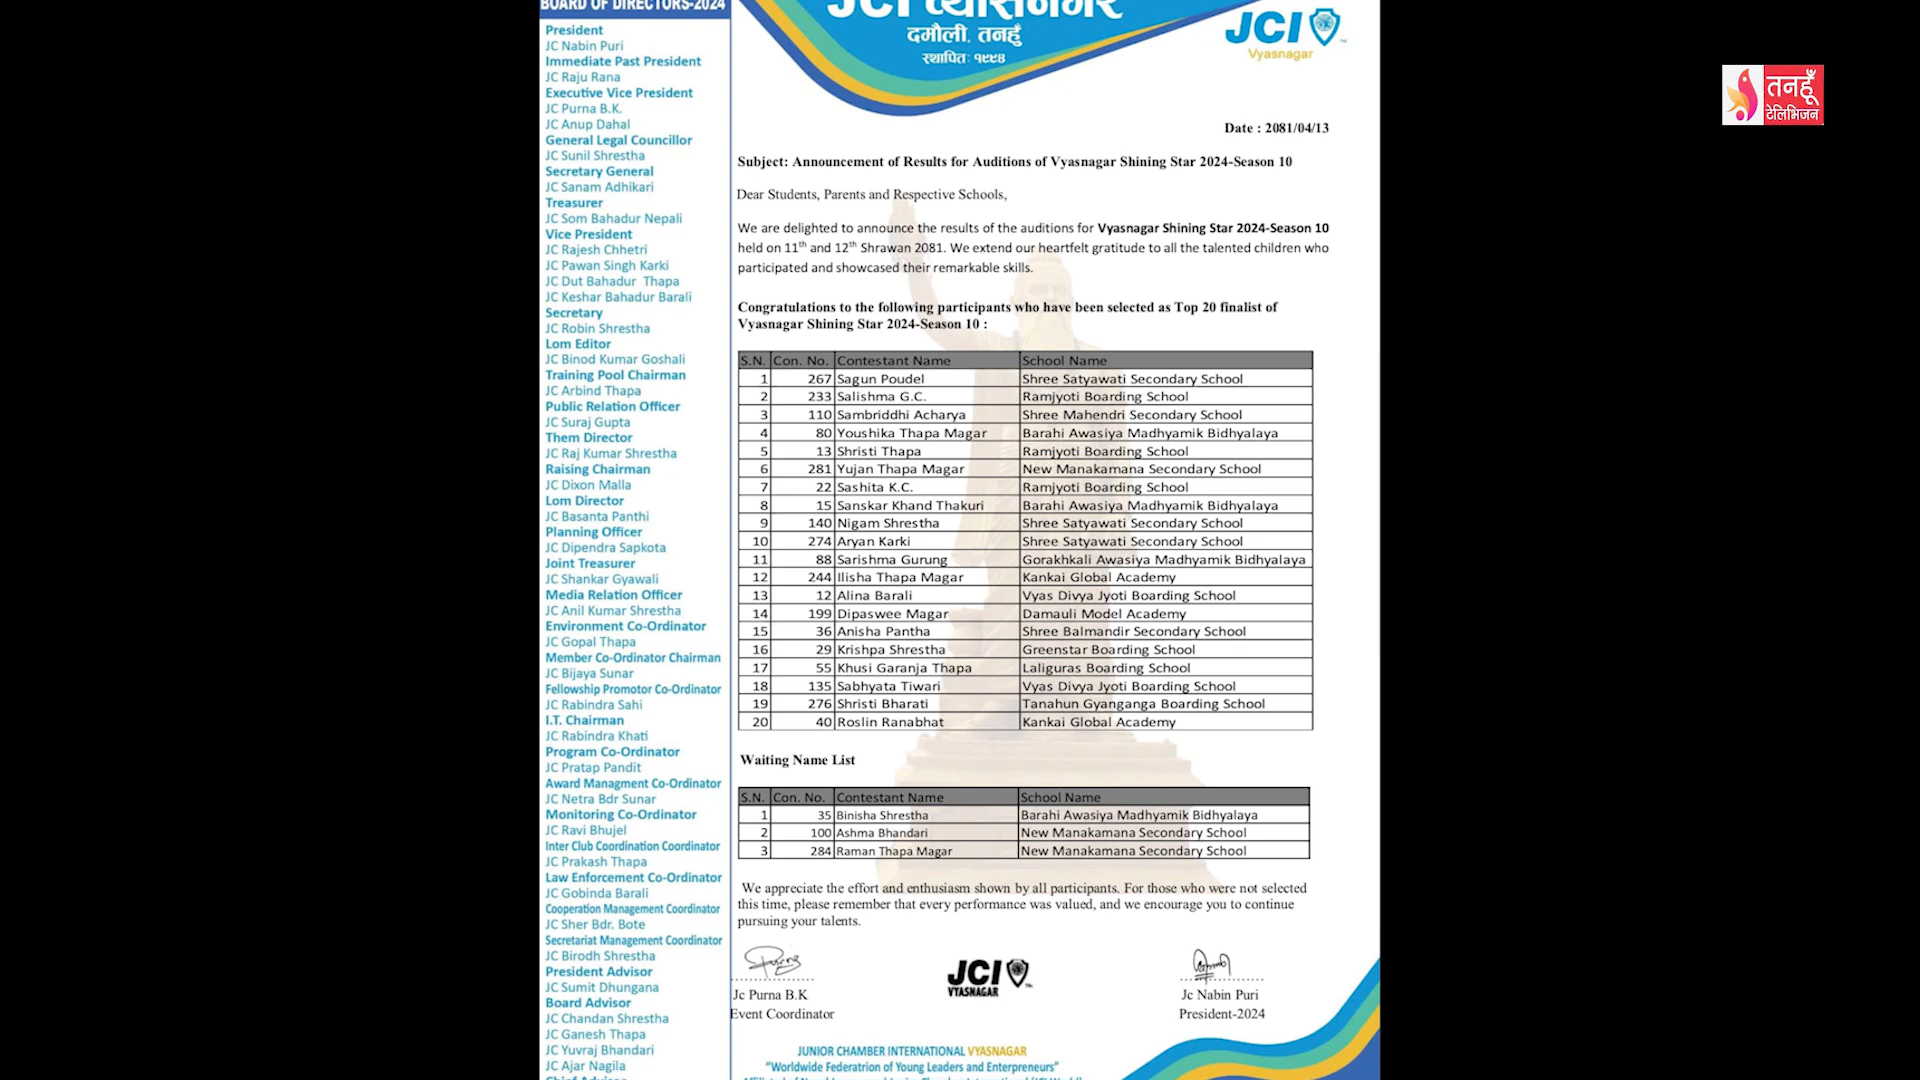 BOARD OF DIRECTORS-2024
President
JC Nabin Puri
Immediate Past President
JC Raju Rana
Executive Vice President
JC Purna B.K.
JC Anup Dahal
General Legal Councillor
JC Sunil Shrestha
Secretary General
JC Sanam Adhikari
Treasurer
JC Som Bahadur Nepali
Vice President
JC Rajesh Chhetri
JC Pawan Singh Karki
JC Dut Bahadur Thapa
JC Keshar Bahadur Barali
Secretary
JC Robin Shrestha
Lom Editor
JC Binod Kumar Goshali
Training Pool Chairman
JC Arbind Thapa
Public Relation Officer
JC Suraj Gupta
Them Director
JC Raj Kumar Shrestha
Raising Chairman
JC Dixon Malla
Lom Director
JC Basanta Panthi
Planning Officer
JC Dipendra Sapkota
Joint Treasurer
JC Shankar Gyawali
Media Relation Officer
JC Anil Kumar Shrestha
Environment Co-Ordinator
JC Gopal Thapa
Member Co-Ordinator Chairman
JC Bijaya Sunar
Fellowship Promotor Co-Ordinator
JC Rabindra Sahi
I.T. Chairman
JC Rabindra Khati
Program Co-Ordinator
JC Pratap Pandit
Award Managment Co-Ordinator
JC Netra Bdr Sunar
Monitoring Co-Ordinator
JC Ravi Bhujel
Inter Club Coordination Coordinator
JC Prakash Thapa
Law Enforcement Co-Ordinator
JC Gobinda Barali
Cooperation Management Coordinator
JC Sher Bdr. Bote
Secretariat Management Coordinator
JC Birodh Shrestha
President Advisor
JC Sumit Dhungana
Board Advisor
JC Chandan Shrestha
JC Ganesh Thapa
JC Yuvraj Bhandari
JC Ajar Nagila
JCI व्यासनगर
दमौली, तनहुँ
स्थापित: १९९४
JCI
Vyasnagar
तनहूँ
टेलिभिजन
Date : 2081/04/13
Subject: Announcement of Results for Auditions of Vyasnagar Shining Star 2024-Season 10
Dear Students, Parents and Respective Schools,
We are delighted to announce the results of the auditions for Vyasnagar Shining Star 2024-Season 10
held on 11th and 12th Shrawan 2081. We extend our heartfelt gratitude to all the talented children who
participated and showcased their remarkable skills.
Congratulations to the following participants who have been selected as Top 20 finalist of
Vyasnagar Shining Star 2024-Season 10 :
S.N. Con. No. Contestant Name School Name
1 267 Sagun Poudel Shree Satyawati Secondary School
2 233 Salishma G.C. Ramjyoti Boarding School
3 110 Sambriddhi Acharya Shree Mahendri Secondary School
4 80 Youshika Thapa Magar Barahi Awasiya Madhyamik Bidhyalaya
5 13 Shristi Thapa Ramjyoti Boarding School
6 281 Yujan Thapa Magar New Manakamana Secondary School
7 22 Sashita K.C. Ramjyoti Boarding School
8 15 Sanskar Khand Thakuri Barahi Awasiya Madhyamik Bidhyalaya
9 140 Nigam Shrestha Shree Satyawati Secondary School
10 274 Aryan Karki Shree Satyawati Secondary School
11 88 Sarishma Gurung Gorakhkali Awasiya Madhyamik Bidhyalaya
12 244 Ilisha Thapa Magar Kankai Global Academy
13 12 Alina Barali Vyas Divya Jyoti Boarding School
14 199 Dipaswee Magar Damauli Model Academy
15 36 Anisha Pantha Shree Balmandir Secondary School
16 29 Krishpa Shrestha Greenstar Boarding School
17 55 Khusi Garanja Thapa Laliguras Boarding School
18 135 Sabhyata Tiwari Vyas Divya Jyoti Boarding School
19 276 Shristi Bharati Tanahun Gyanganga Boarding School
20 40 Roslin Ranabhat Kankai Global Academy
Waiting Name List
S.N. Con. No. Contestant Name School Name
1 35 Binisha Shrestha Barahi Awasiya Madhyamik Bidhyalaya
2 100 Ashma Bhandari New Manakamana Secondary School
3 284 Raman Thapa Magar New Manakamana Secondary School
We appreciate the effort and enthusiasm shown by all participants. For those who were not selected
this time, please remember that every performance was valued, and we encourage you to continue
pursuing your talents.
Jc Purna B.K
Event Coordinator
JCI
VYASNAGAR
Jc Nabin Puri
President-2024
JUNIOR CHAMBER INTERNATIONAL VYASNAGAR
"Worldwide Federatrion of Young Leaders and Enterpreneurs"